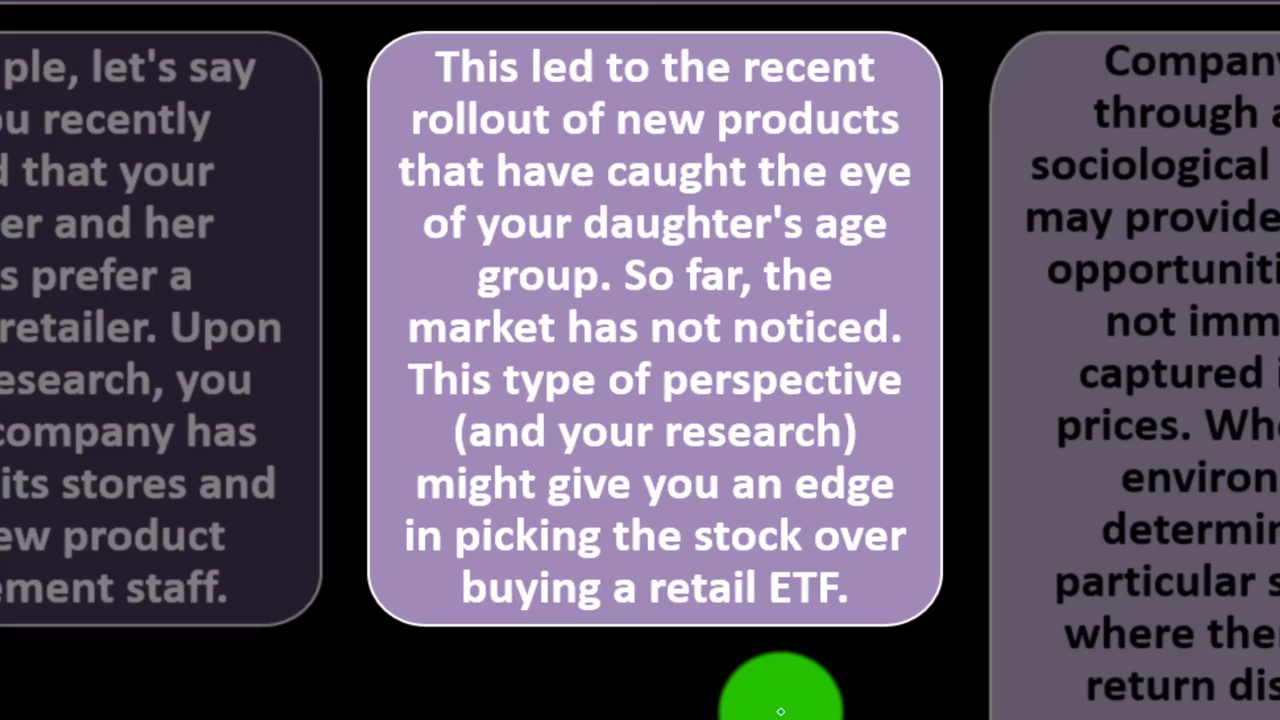 ple, let's say
recently
that your
er and her
prefer a
retailer. Upon
esearch, you
company has
its stores and
ew product
ement staff.
This led to the recent
rollout of new products
that have caught the eye
of your daughter's age
group. So far, the
market has not noticed.
This type of perspective
(and your research)
might give you an edge
in picking the stock over
buying a retail ETF.
Company
through a
sociological
may provide
opportuniti
not imm
captured i
prices. Whe
environ
determin
particular s
where the
return dis